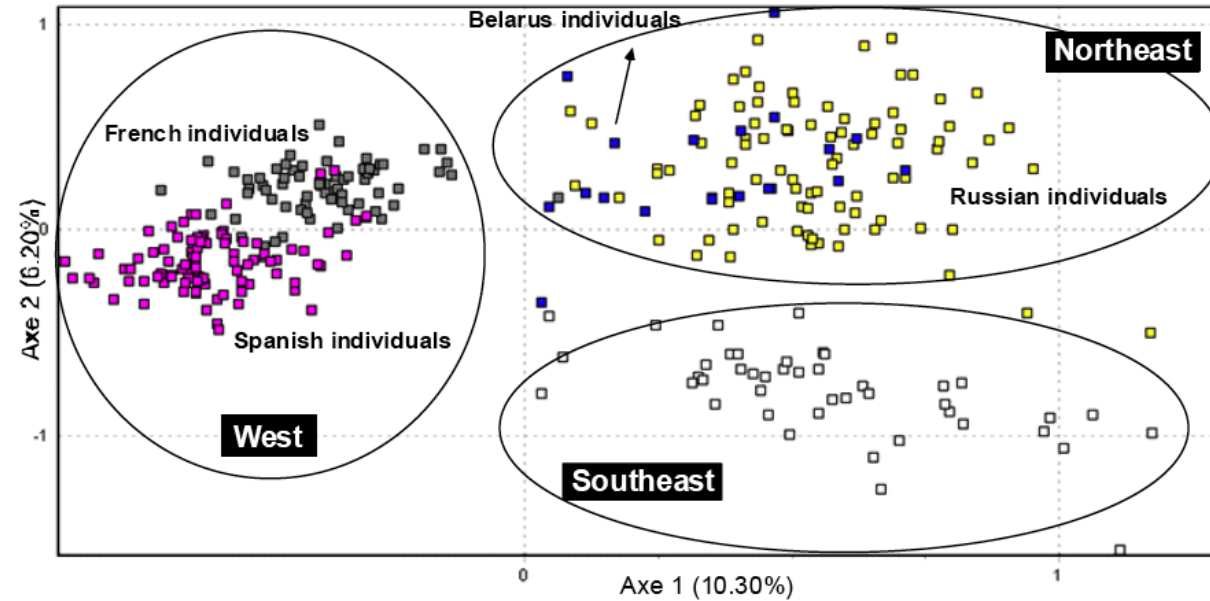 Belarus individuals
1
Northeast
French individuals
Russian individuals
0
Axe 2 (6.20%)
Spanish individuals
West
-1
Southeast
0
1
Axe 1 (10.30%)